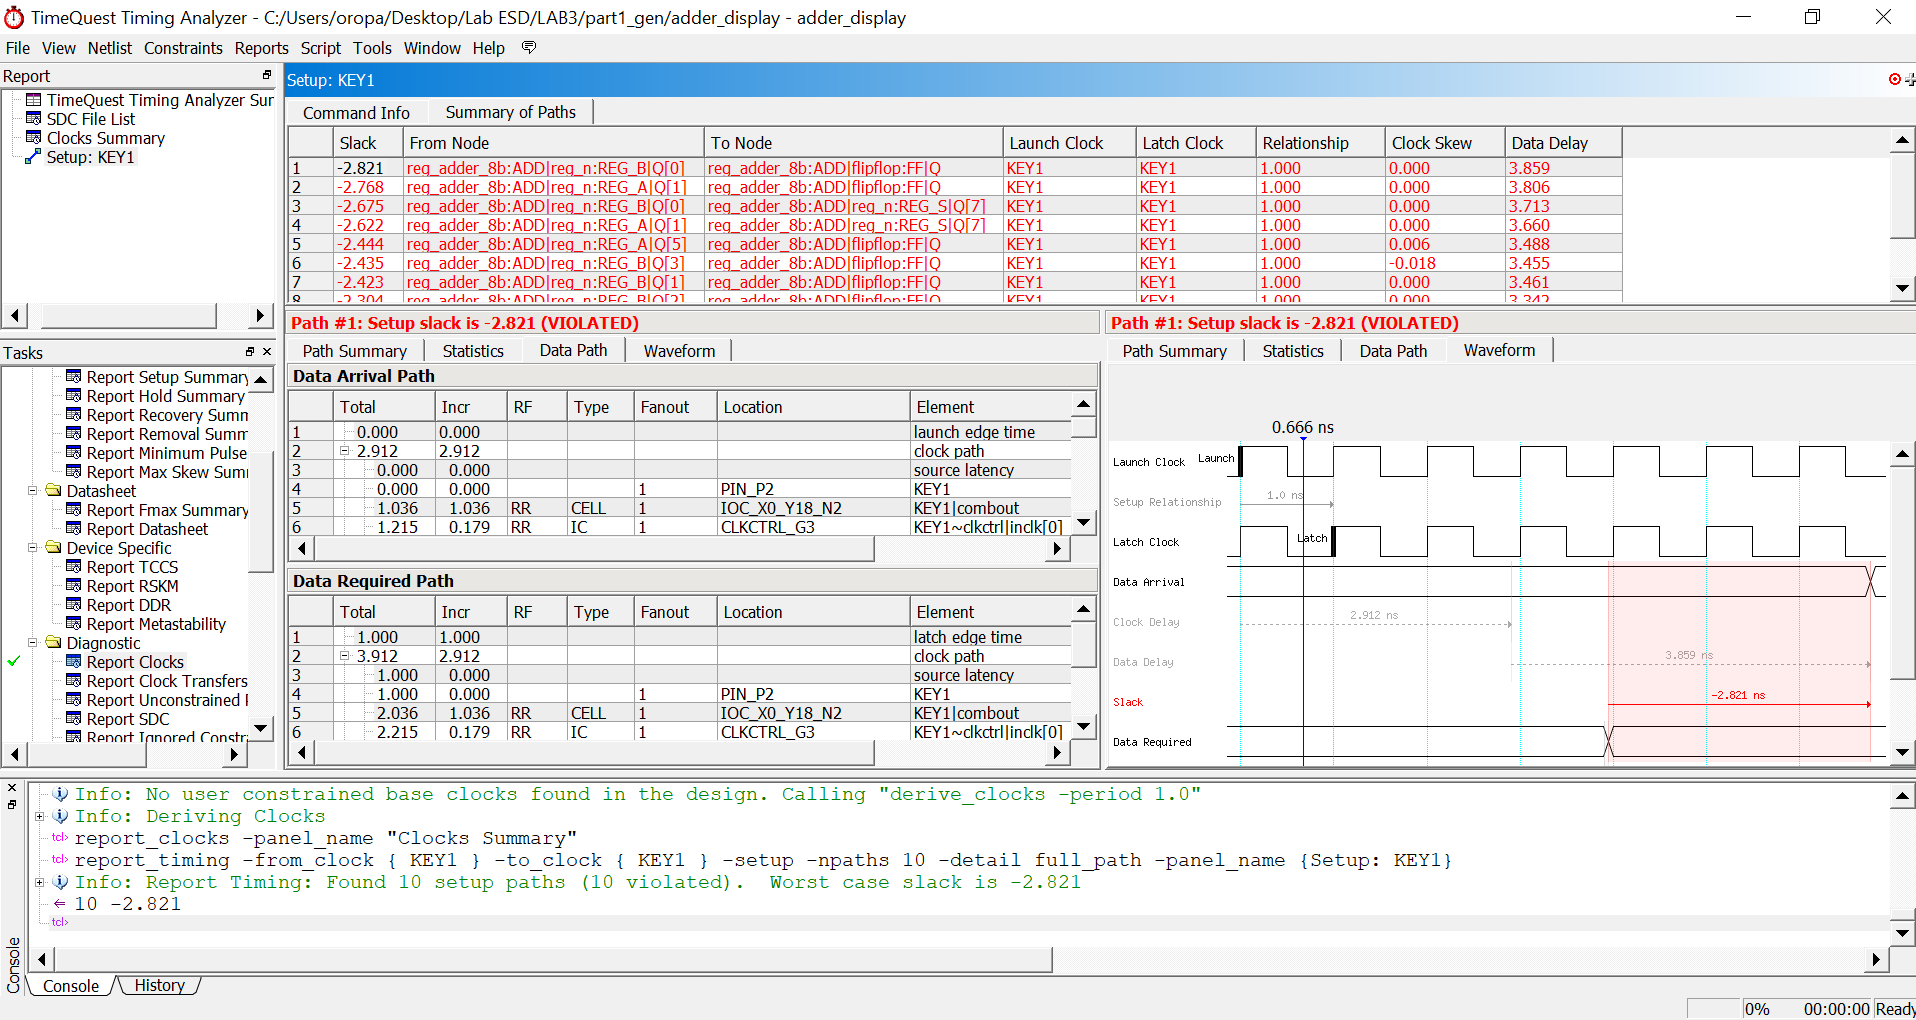 TimeQuest Timing Analyzer - C:/Users/oropa/Desktop/Lab ESD/LAB3/part1_gen/adder_display - adder_display
File View Netlist Constraints Reports Script Tools Window Help
Report
TimeQuest Timing Analyzer Sur
SDC File List
Clocks Summary
Setup: KEY1
Setup: KEY1
Command Info Summary of Paths
Slack From Node To Node Launch Clock Latch Clock Relationship Clock Skew Data Delay
1 -2.821 reg_adder_8b:ADD|reg_n:REG_B|Q[0] reg_adder_8b:ADD|flipflop:FF|Q KEY1 KEY1 1.000 0.000 3.859
2 -2.768 reg_adder_8b:ADD|reg_n:REG_A|Q[1] reg_adder_8b:ADD|flipflop:FF|Q KEY1 KEY1 1.000 0.000 3.806
3 -2.675 reg_adder_8b:ADD|reg_n:REG_B|Q[0] reg_adder_8b:ADD|reg_n:REG_S|Q[7] KEY1 KEY1 1.000 0.000 3.713
4 -2.622 reg_adder_8b:ADD|reg_n:REG_A|Q[1] reg_adder_8b:ADD|reg_n:REG_S|Q[7] KEY1 KEY1 1.000 0.000 3.660
5 -2.444 reg_adder_8b:ADD|reg_n:REG_A|Q[5] reg_adder_8b:ADD|flipflop:FF|Q KEY1 KEY1 1.000 0.006 3.488
6 -2.435 reg_adder_8b:ADD|reg_n:REG_B|Q[3] reg_adder_8b:ADD|flipflop:FF|Q KEY1 KEY1 1.000 -0.018 3.455
7 -2.423 reg_adder_8b:ADD|reg_n:REG_B|Q[1] reg_adder_8b:ADD|flipflop:FF|Q KEY1 KEY1 1.000 0.000 3.461
8 -2.304 reg_adder_8b:ADD|reg_n:REG_B|Q[2] reg_adder_8b:ADD|flipflop:FF|Q KEY1 KEY1 1.000 0.000 3.342
Tasks
Report Setup Summary
Report Hold Summary
Report Recovery Summ
Report Removal Summ
Report Minimum Pulse
Report Max Skew Sumi
Datasheet
Report Fmax Summary
Report Datasheet
Device Specific
Report TCCS
Report RSKM
Report DDR
Report Metastability
Diagnostic
Report Clocks
Report Clock Transfers
Report Unconstrained
Report SDC
Report Ignored Constr
Path #1: Setup slack is -2.821 (VIOLATED)
Path Summary Statistics Data Path Waveform
Data Arrival Path
Total Incr RF Type Fanout Location Element
1 0.000 0.000 launch edge time
2 2.912 2.912 clock path
3 0.000 0.000 source latency
4 0.000 0.000 1 PIN_P2 KEY1
5 1.036 1.036 RR CELL 1 IOC_X0_Y18_N2 KEY1|combout
6 1.215 0.179 RR IC 1 CLKCTRL_G3 KEY1~clkctrl|inclk[0]
Data Required Path
Total Incr RF Type Fanout Location Element
1 1.000 1.000 latch edge time
2 3.912 2.912 clock path
3 1.000 0.000 source latency
4 1.000 0.000 1 PIN_P2 KEY1
5 2.036 1.036 RR CELL 1 IOC_X0_Y18_N2 KEY1|combout
6 2.215 0.179 RR IC 1 CLKCTRL_G3 KEY1~clkctrl|inclk[0]
Path #1: Setup slack is -2.821 (VIOLATED)
Path Summary Statistics Data Path Waveform
0.666 ns
Launch Clock Launch
Setup Relationship 1.0 ns
Latch Clock Latch
Data Arrival
Clock Delay 2.912 ns
Data Delay 3.859 ns
Slack -2.821 ns
Data Required
Info: No user constrained base clocks found in the design. Calling "derive_clocks -period 1.0"
Info: Deriving Clocks
tcl> report_clocks -panel_name "Clocks Summary"
tcl> report_timing -from_clock { KEY1 } -to_clock { KEY1 } -setup -npaths 10 -detail full_path -panel_name {Setup: KEY1}
Info: Report Timing: Found 10 setup paths (10 violated). Worst case slack is -2.821
10 -2.821
tcl>
Console
Console History
0% 00:00:00 Ready